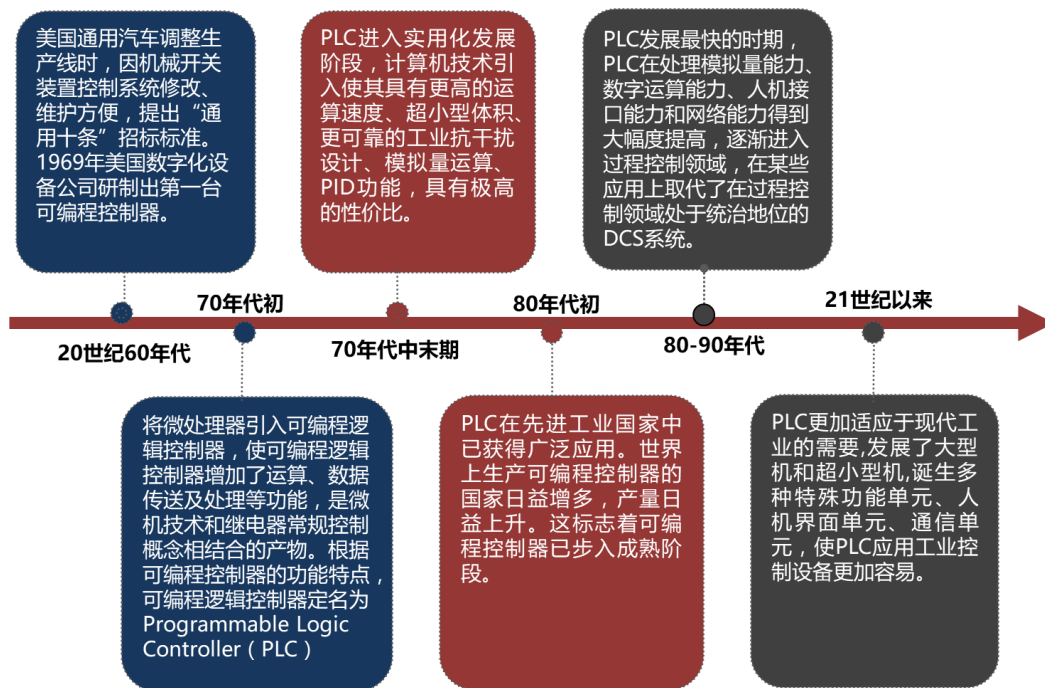 美国通用汽车调整生
产线时，因机械开关
装置控制系统修改、
维护方便，提出“通
用十条”招标标准。
1969年美国数字化设
备公司研制出第一台
可编程控制器。
PLC进入实用化发展
阶段，计算机技术引
入使其具有更高的运
算速度、超小型体积、
更可靠的工业抗干扰
设计、模拟量运算、
PID功能，具有极高
的性价比。
PLC发展最快的时期，
PLC在处理模拟量能力、
数字运算能力、人机接
口能力和网络能力得到
大幅度提高，逐渐进入
过程控制领域，在某些
应用上取代了在过程控
制领域处于统治地位的
DCS系统。
70年代初
80年代初
21世纪以来
20世纪60年代
70年代中末期
80-90年代
将微处理器引入可编程逻
辑控制器，使可编程逻辑
控制器增加了运算、数据
传送及处理等功能，是微
机技术和继电器常规控制
概念相结合的产物。根据
可编程控制器的功能特点，
可编程逻辑控制器定名为
Programmable Logic
Controller（PLC）
PLC在先进工业国家中
已获得广泛应用。世界
上生产可编程控制器的
国家日益增多，产量日
益上升。这标志着可编
程控制器已步入成熟阶
段。
PLC更加适应于现代工
业的需要,发展了大型
机和超小型机,诞生多
种特殊功能单元、人
机界面单元、通信单
元，使PLC应用工业控
制设备更加容易。